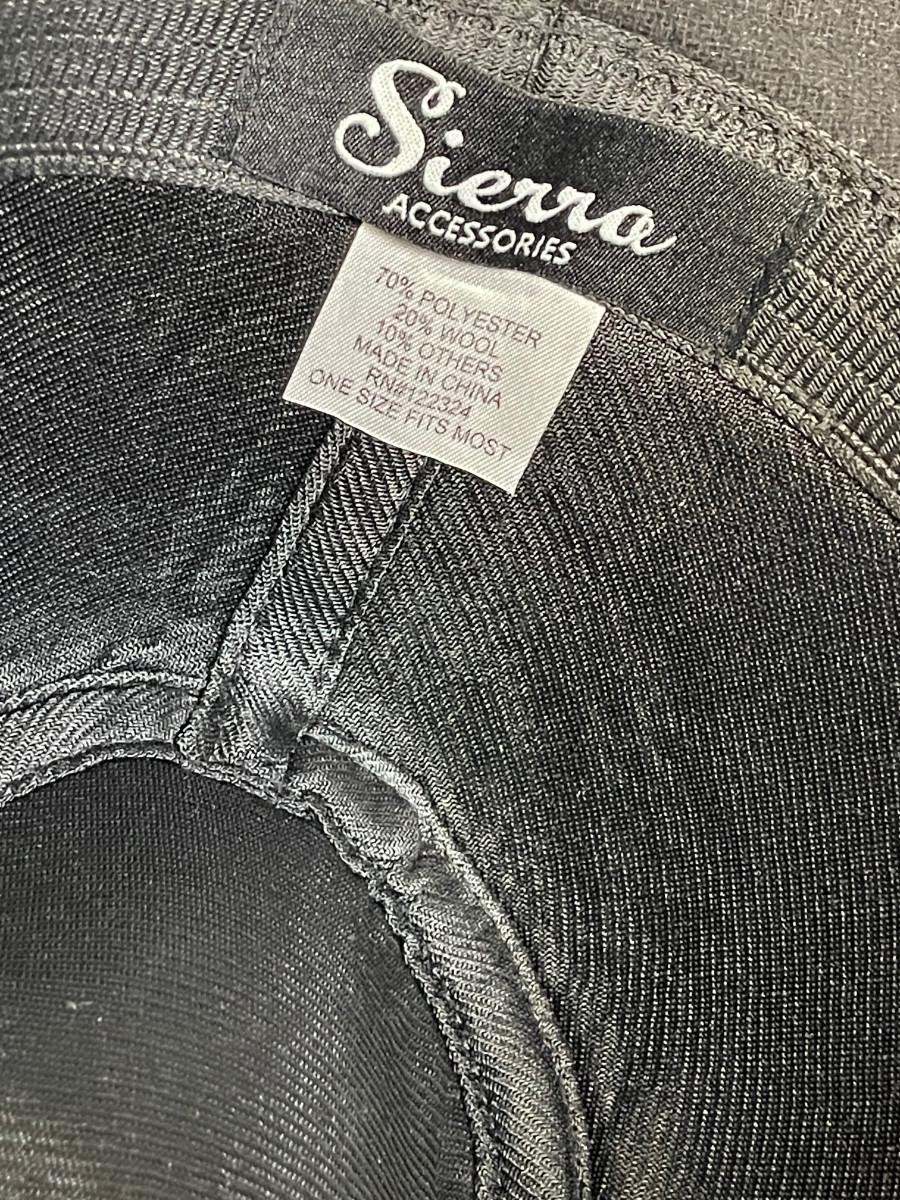 Sierra
ACCESSORIES
70% POLYESTER
20% WOOL
10% OTHERS
MADE IN CHINA
RN#122324
ONE SIZE FITS MOST